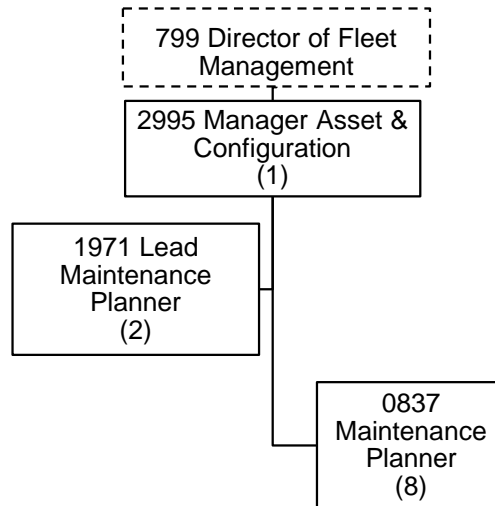 799 Director of Fleet
Management
2995 Manager Asset &
Configuration
(1)
1971 Lead
Maintenance
Planner
(2)
0837
Maintenance
Planner
(8)